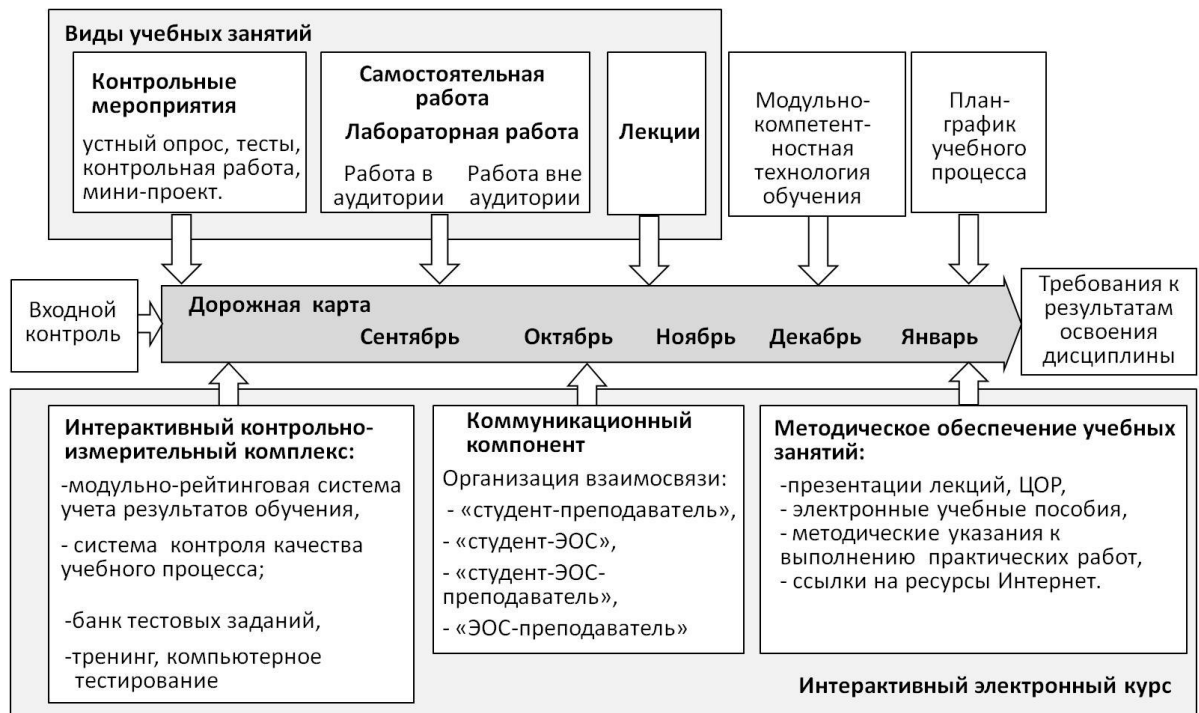 Виды учебных занятий
Контрольные
мероприятия
устный опрос, тесты,
контрольная работа,
мини-проект.
Самостоятельная
работа
Лабораторная работа
Работа в
аудитории
Работа вне
аудитории
Лекции
Модульно-
компетент-
ностная
технология
обучения
План-
график
учебного
процесса
Входной
контроль
Дорожная карта
Сентябрь Октябрь Ноябрь Декабрь Январь
Требования к
результатам
освоения
дисциплины
Интерактивный контрольно-
измерительный комплекс:
-модульно-рейтинговая система
учета результатов обучения,
- система контроля качества
учебного процесса;
-банк тестовых заданий,
-тренинг, компьютерное
тестирование
Коммуникационный
компонент
Организация взаимосвязи:
- «студент-преподаватель»,
- «студент-ЭОС»,
- «студент-ЭОС-
преподаватель»,
- «ЭОС-преподаватель»
Методическое обеспечение учебных
занятий:
-презентации лекций, ЦОР,
- электронные учебные пособия,
- методические указания к
выполнению практических работ,
- ссылки на ресурсы Интернет.
Интерактивный электронный курс